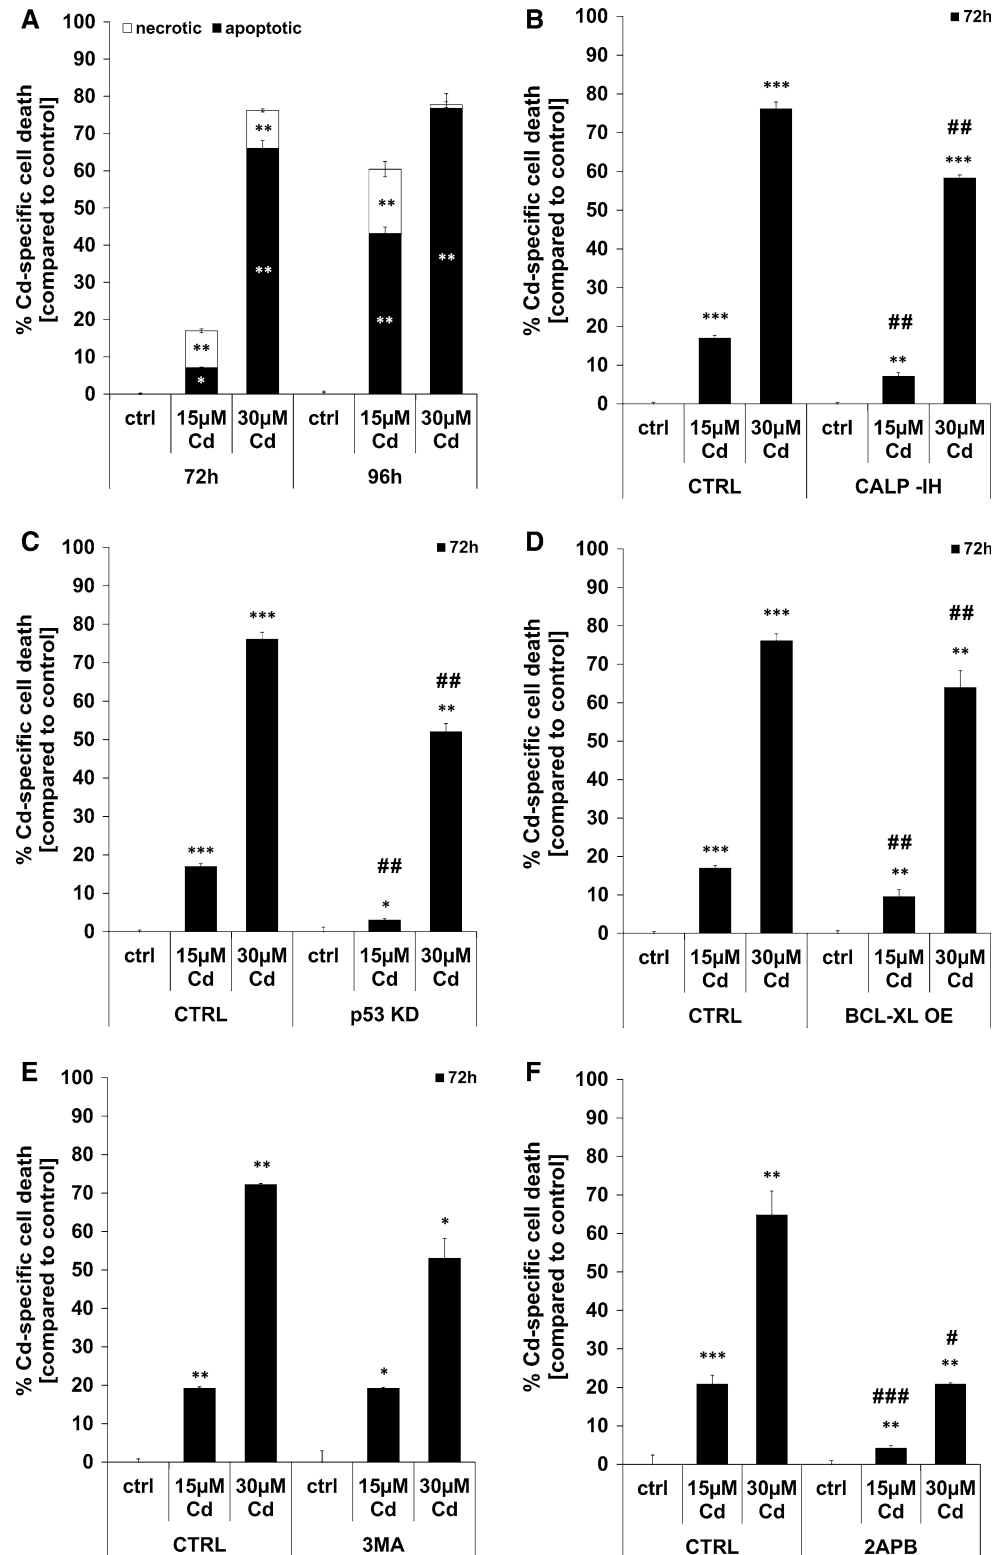 A
necrotic apoptotic
% Cd-specific cell death
[compared to control]
100
90
80
70
60
50
40
30
20
10
0
** ** ** * ** ** **
ctrl 15µM Cd 30µM Cd ctrl 15µM Cd 30µM Cd
72h 96h
B
72h
% Cd-specific cell death
[compared to control]
100
90
80
70
60
50
40
30
20
10
0
*** *** ## ** ## ***
ctrl 15µM Cd 30µM Cd ctrl 15µM Cd 30µM Cd
CTRL CALP -IH
C
72h
% Cd-specific cell death
[compared to control]
100
90
80
70
60
50
40
30
20
10
0
*** *** ## * ## **
ctrl 15µM Cd 30µM Cd ctrl 15µM Cd 30µM Cd
CTRL p53 KD
D
72h
% Cd-specific cell death
[compared to control]
100
90
80
70
60
50
40
30
20
10
0
*** *** ## ** ## **
ctrl 15µM Cd 30µM Cd ctrl 15µM Cd 30µM Cd
CTRL BCL-XL OE
E
72h
% Cd-specific cell death
[compared to control]
100
90
80
70
60
50
40
30
20
10
0
** ** * *
ctrl 15µM Cd 30µM Cd ctrl 15µM Cd 30µM Cd
CTRL 3MA
F
% Cd-specific cell death
[compared to control]
100
90
80
70
60
50
40
30
20
10
0
*** ** ### ** # **
ctrl 15µM Cd 30µM Cd ctrl 15µM Cd 30µM Cd
CTRL 2APB